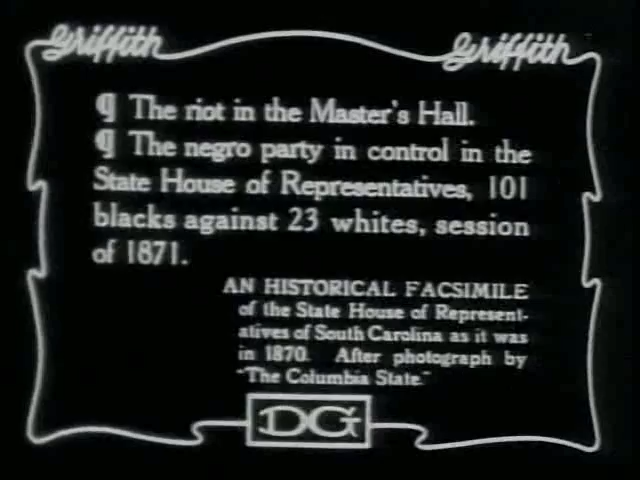 Griffith Griffith
¶ The riot in the Master's Hall.
¶ The negro party in control in the
State House of Representatives, 101
blacks against 23 whites, session
of 1871.
AN HISTORICAL FACSIMILE
of the State House of Represent-
atives of South Carolina as it was
in 1870. After photograph by
"The Columbia State."
DG